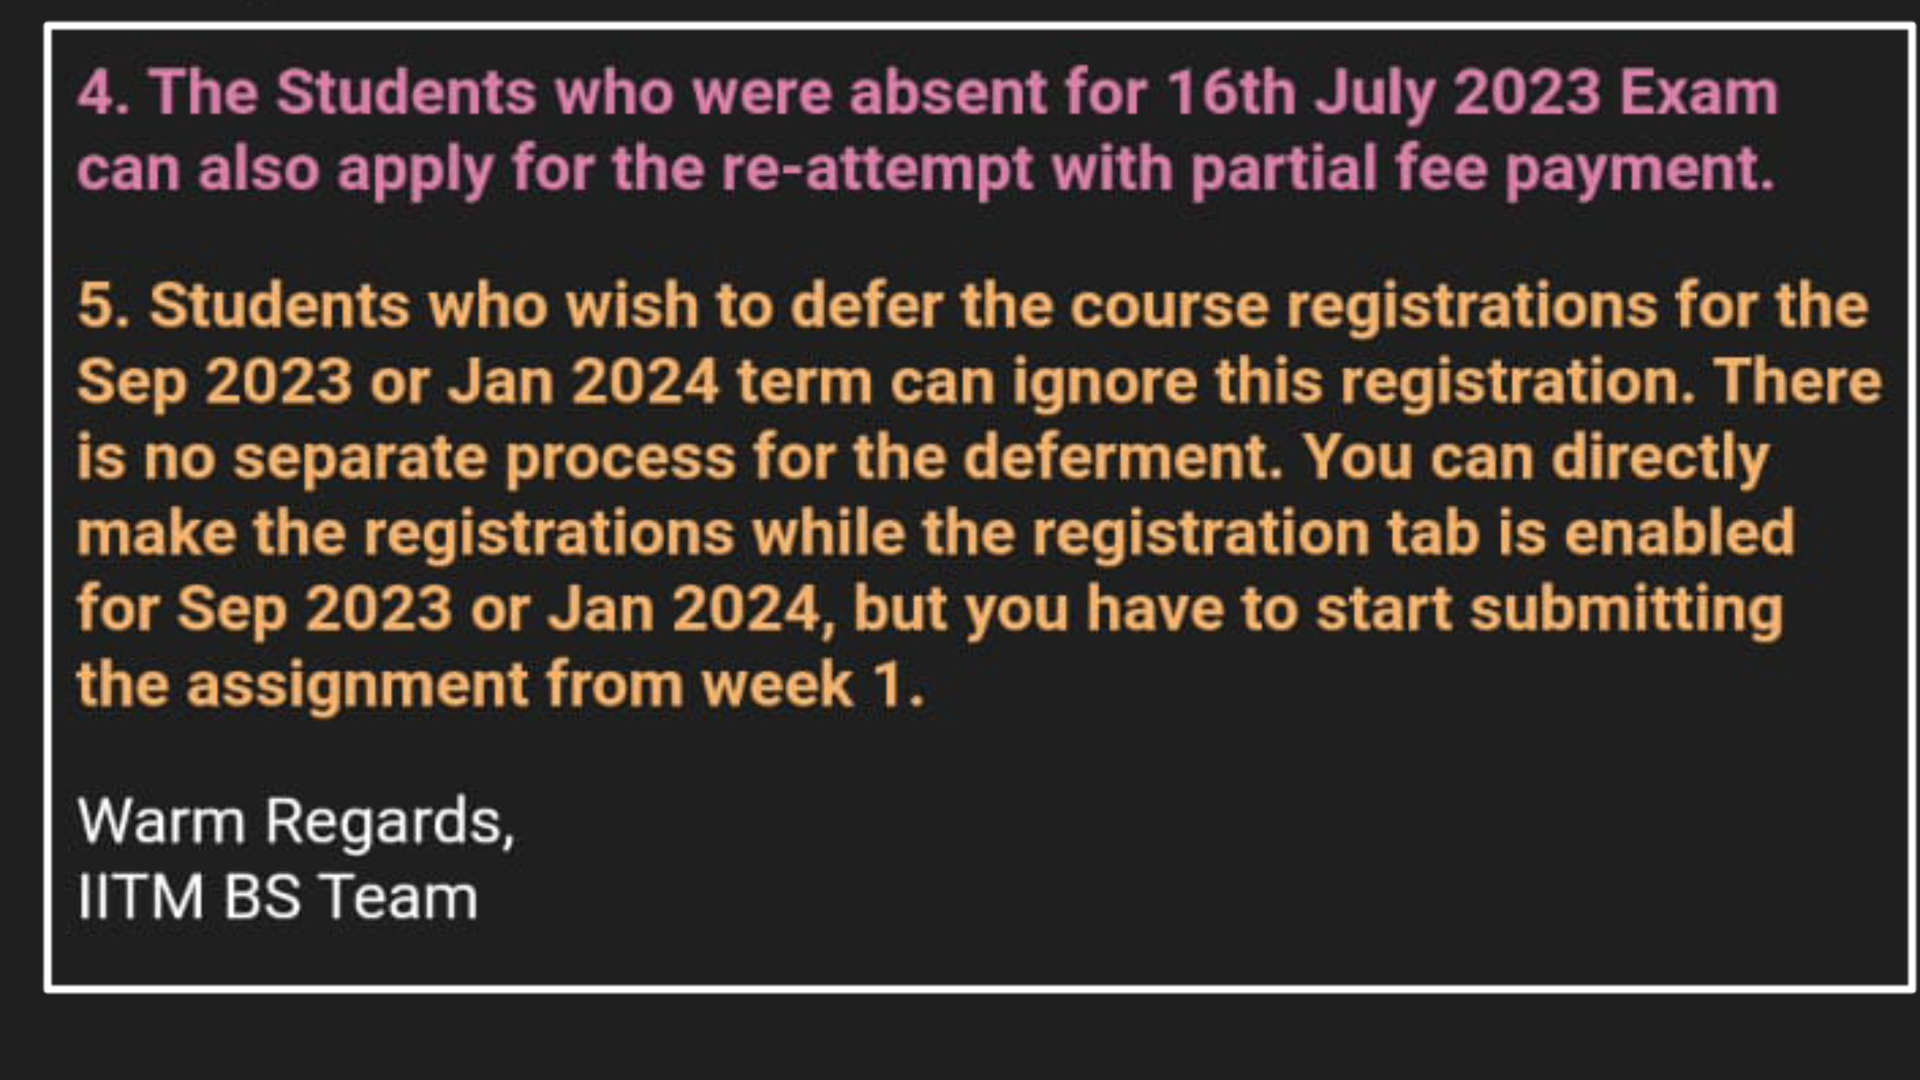 4. The Students who were absent for 16th July 2023 Exam
can also apply for the re-attempt with partial fee payment.
5. Students who wish to defer the course registrations for the
Sep 2023 or Jan 2024 term can ignore this registration. There
is no separate process for the deferment. You can directly
make the registrations while the registration tab is enabled
for Sep 2023 or Jan 2024, but you have to start submitting
the assignment from week 1.
Warm Regards,
IITM BS Team